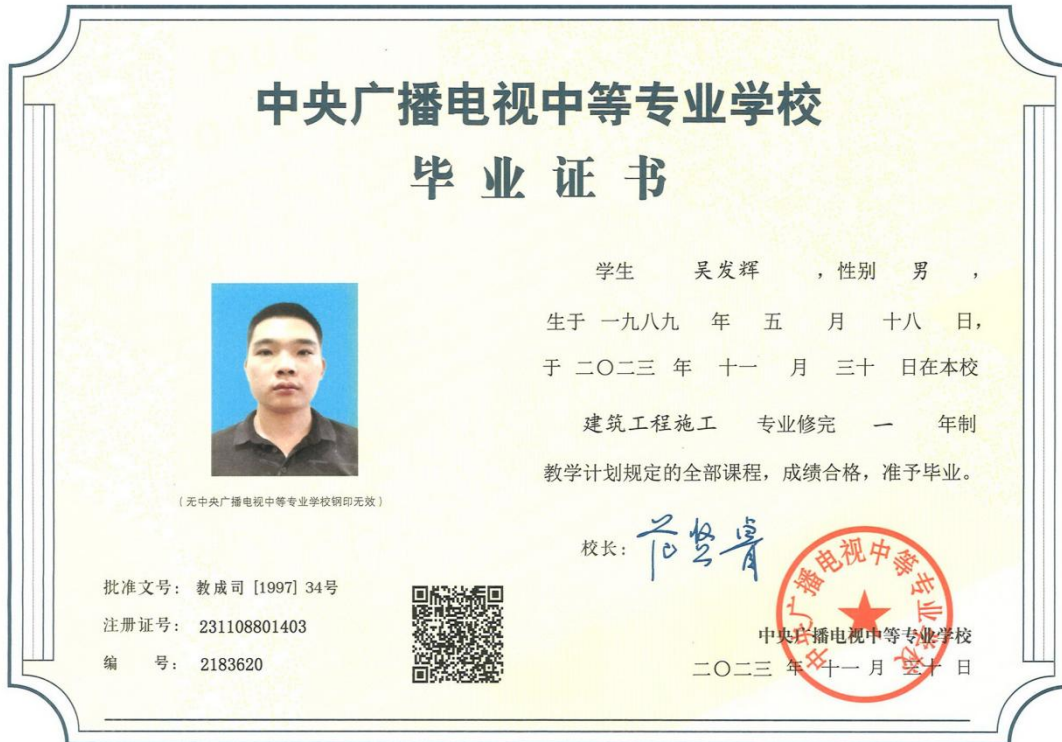 中央广播电视中等专业学校
毕业证书
学生 吴发辉 ，性别 男 ，
生于 一九八九 年 五 月 十八 日，
于 二〇二三 年 十一 月 三十 日在本校
建筑工程施工 专业修完 一 年制
教学计划规定的全部课程，成绩合格，准予毕业。
（无中央广播电视中等专业学校钢印无效）
校长：
批准文号： 教成司 [1997] 34号
注册证号： 231108801403
编 号： 2183620
中央广播电视中等专业学校
中央广播电视中等专业学校
二〇二三 年 十一 月 三十 日